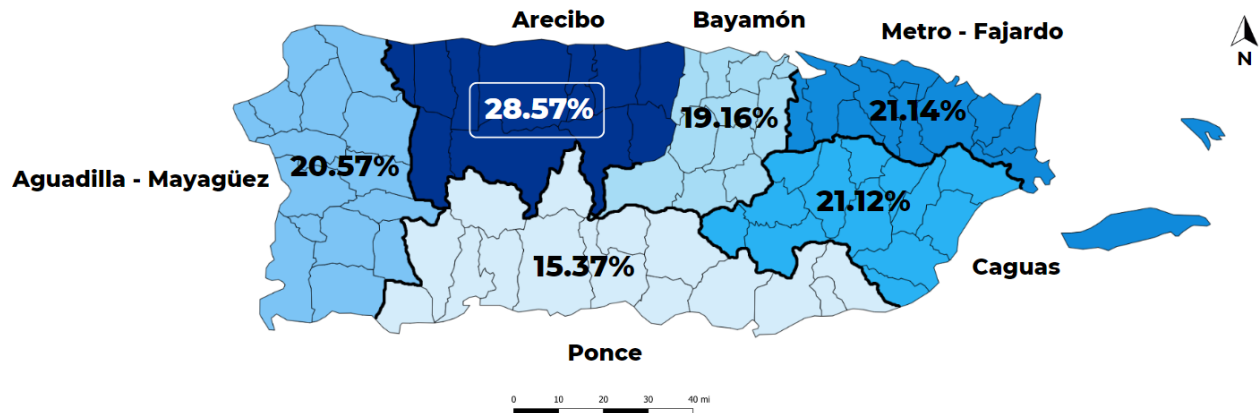 Arecibo
Bayamón
Metro - Fajardo
N
28.57%
19.16%
21.14%
20.57%
Aguadilla - Mayagüez
21.12%
15.37%
Caguas
Ponce
0 10 20 30 40 mi